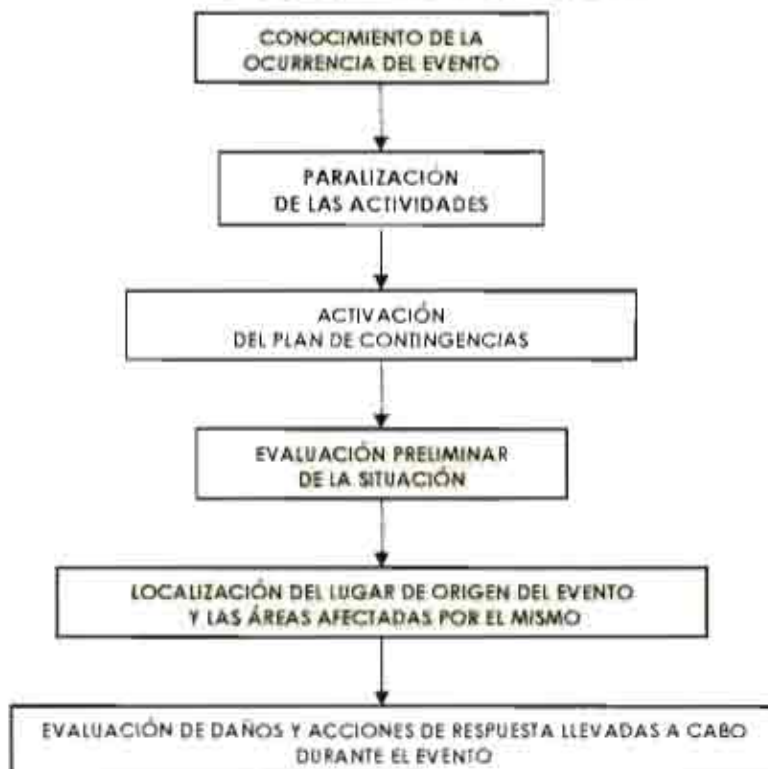 CONOCIMIENTO DE LA
OCURRENCIA DEL EVENTO
PARALIZACIÓN
DE LAS ACTIVIDADES
ACTIVACIÓN
DEL PLAN DE CONTINGENCIAS
EVALUACIÓN PRELIMINAR
DE LA SITUACIÓN
LOCALIZACIÓN DEL LUGAR DE ORIGEN DEL EVENTO
Y LAS ÁREAS AFECTADAS POR EL MISMO
EVALUACIÓN DE DAÑOS Y ACCIONES DE RESPUESTA LLEVADAS A CABO
DURANTE EL EVENTO